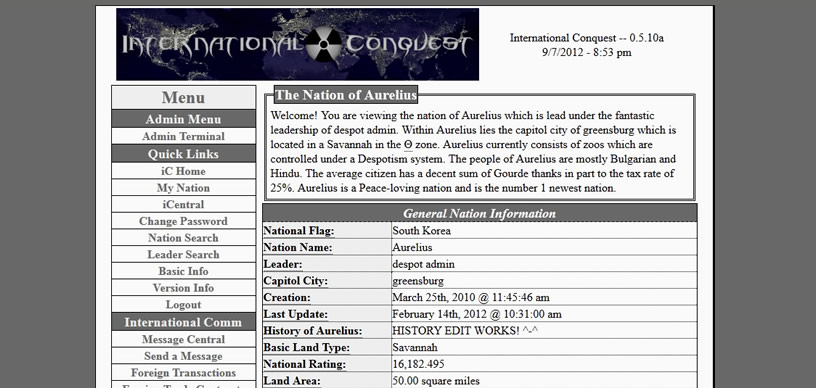 International Conquest
International Conquest -- 0.5.10a
9/7/2012 - 8:53 pm
Menu
Admin Menu
Admin Terminal
Quick Links
iC Home
My Nation
iCentral
Change Password
Nation Search
Leader Search
Basic Info
Version Info
Logout
International Comm
Message Central
Send a Message
Foreign Transactions
Foreign Trade Contracts
The Nation of Aurelius
Welcome! You are viewing the nation of Aurelius which is lead under the fantastic
leadership of despot admin. Within Aurelius lies the capitol city of greensburg which is
located in a Savannah in the Θ zone. Aurelius currently consists of zoos which are
controlled under a Despotism system. The people of Aurelius are mostly Bulgarian and
Hindu. The average citizen has a decent sum of Gourde thanks in part to the tax rate of
25%. Aurelius is a Peace-loving nation and is the number 1 newest nation.
General Nation Information
National Flag: South Korea
Nation Name: Aurelius
Leader: despot admin
Capitol City: greensburg
Creation: March 25th, 2010 @ 11:45:46 am
Last Update: February 14th, 2012 @ 10:31:00 am
History of Aurelius: HISTORY EDIT WORKS! ^-^
Basic Land Type: Savannah
National Rating: 16,182.495
Land Area: 50.00 square miles